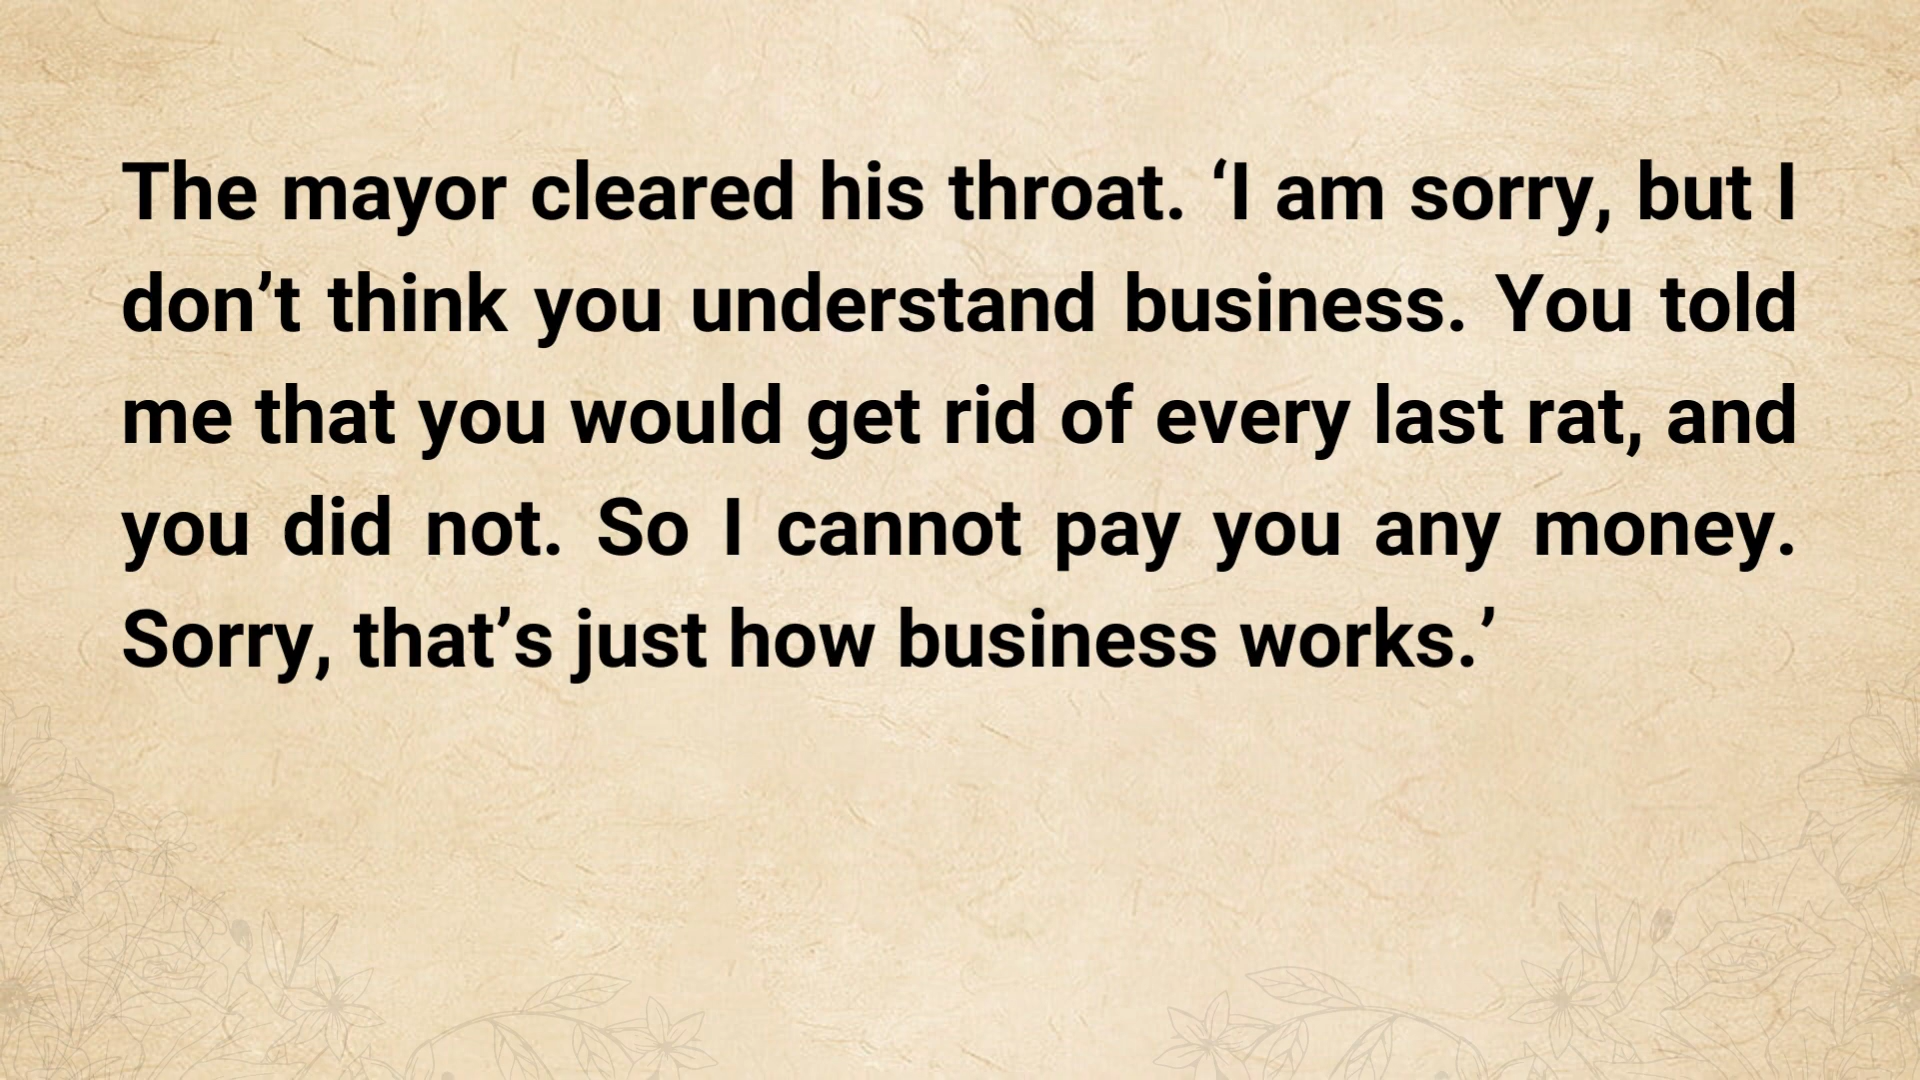 The mayor cleared his throat. ‘I am sorry, but I
don’t think you understand business. You told
me that you would get rid of every last rat, and
you did not. So I cannot pay you any money.
Sorry, that’s just how business works.’